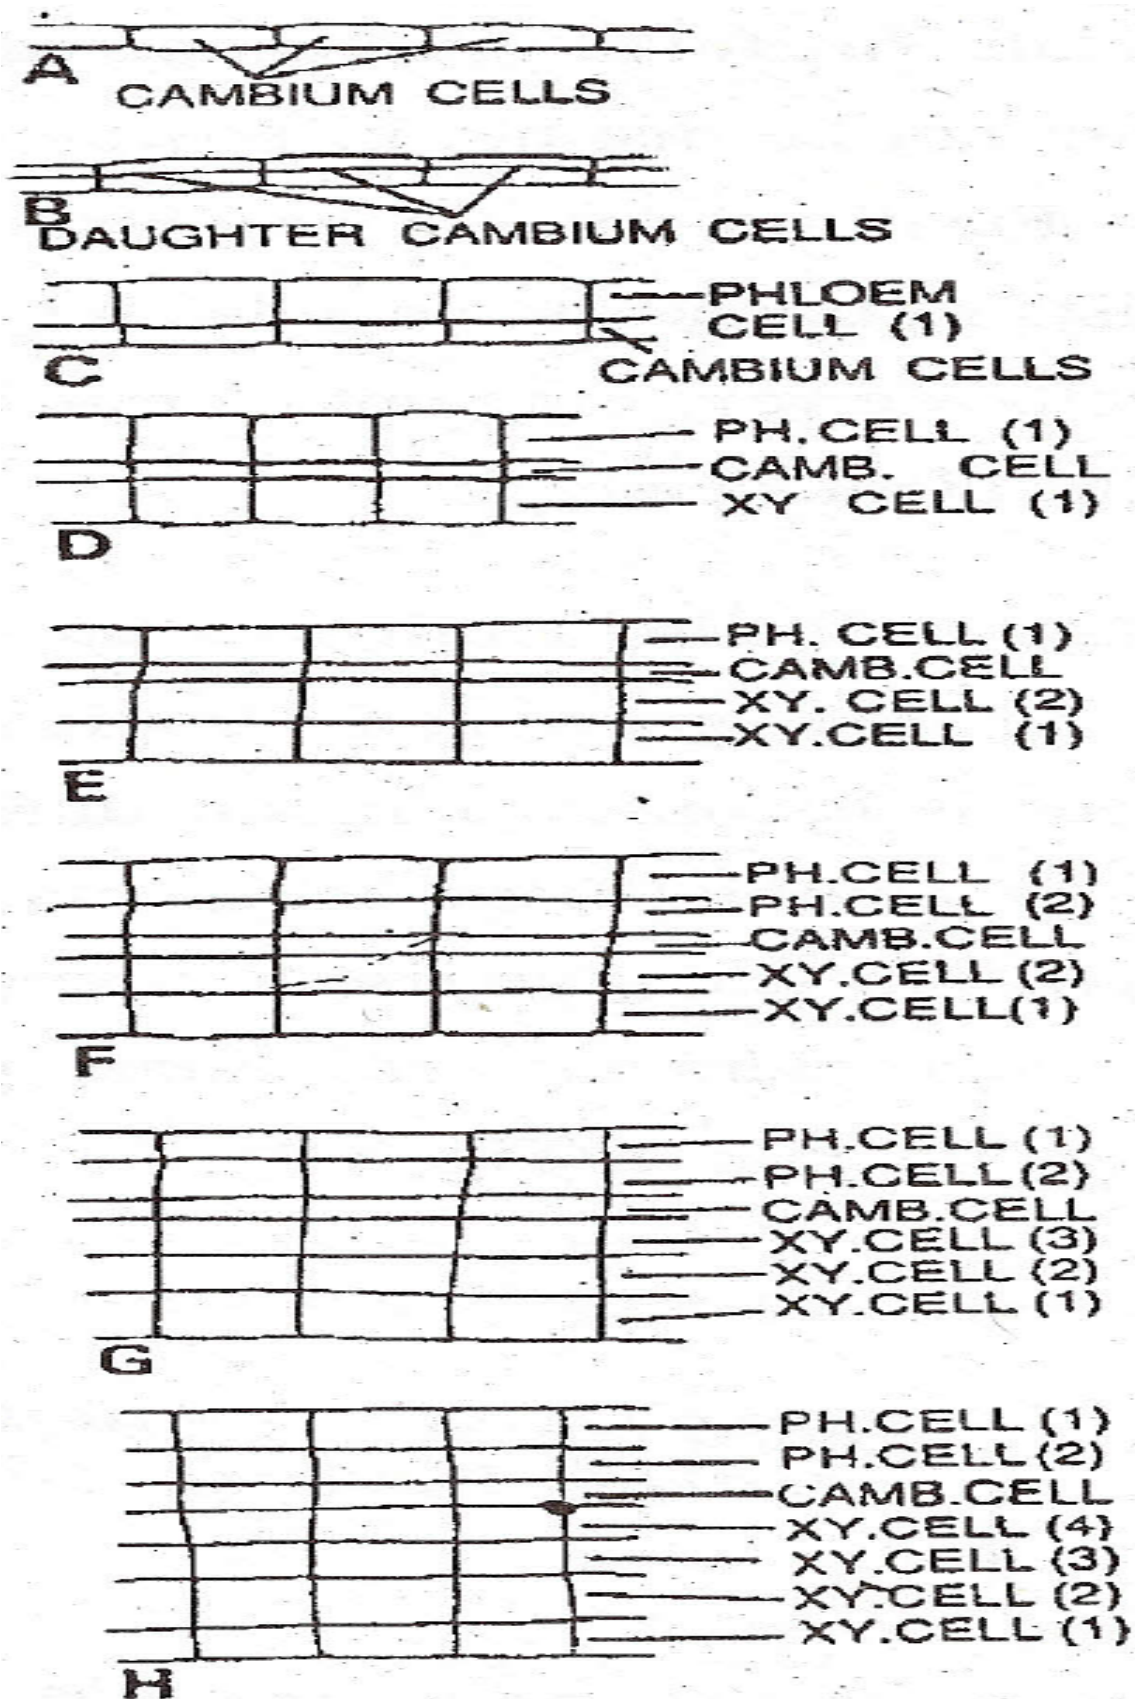 A
CAMBIUM CELLS
B
DAUGHTER CAMBIUM CELLS
PHLOEM
CELL (1)
C
CAMBIUM CELLS
PH. CELL (1)
CAMB. CELL
XY CELL (1)
D
PH. CELL (1)
CAMB.CELL
XY. CELL (2)
XY.CELL (1)
E
PH.CELL (1)
PH.CELL (2)
CAMB.CELL
XY.CELL (2)
XY.CELL(1)
F
PH.CELL (1)
PH.CELL (2)
CAMB.CELL
XY.CELL (3)
XY.CELL (2)
XY.CELL (1)
G
PH.CELL (1)
PH.CELL (2)
CAMB.CELL
XY.CELL (4)
XY.CELL (3)
XY.CELL (2)
XY.CELL (1)
H